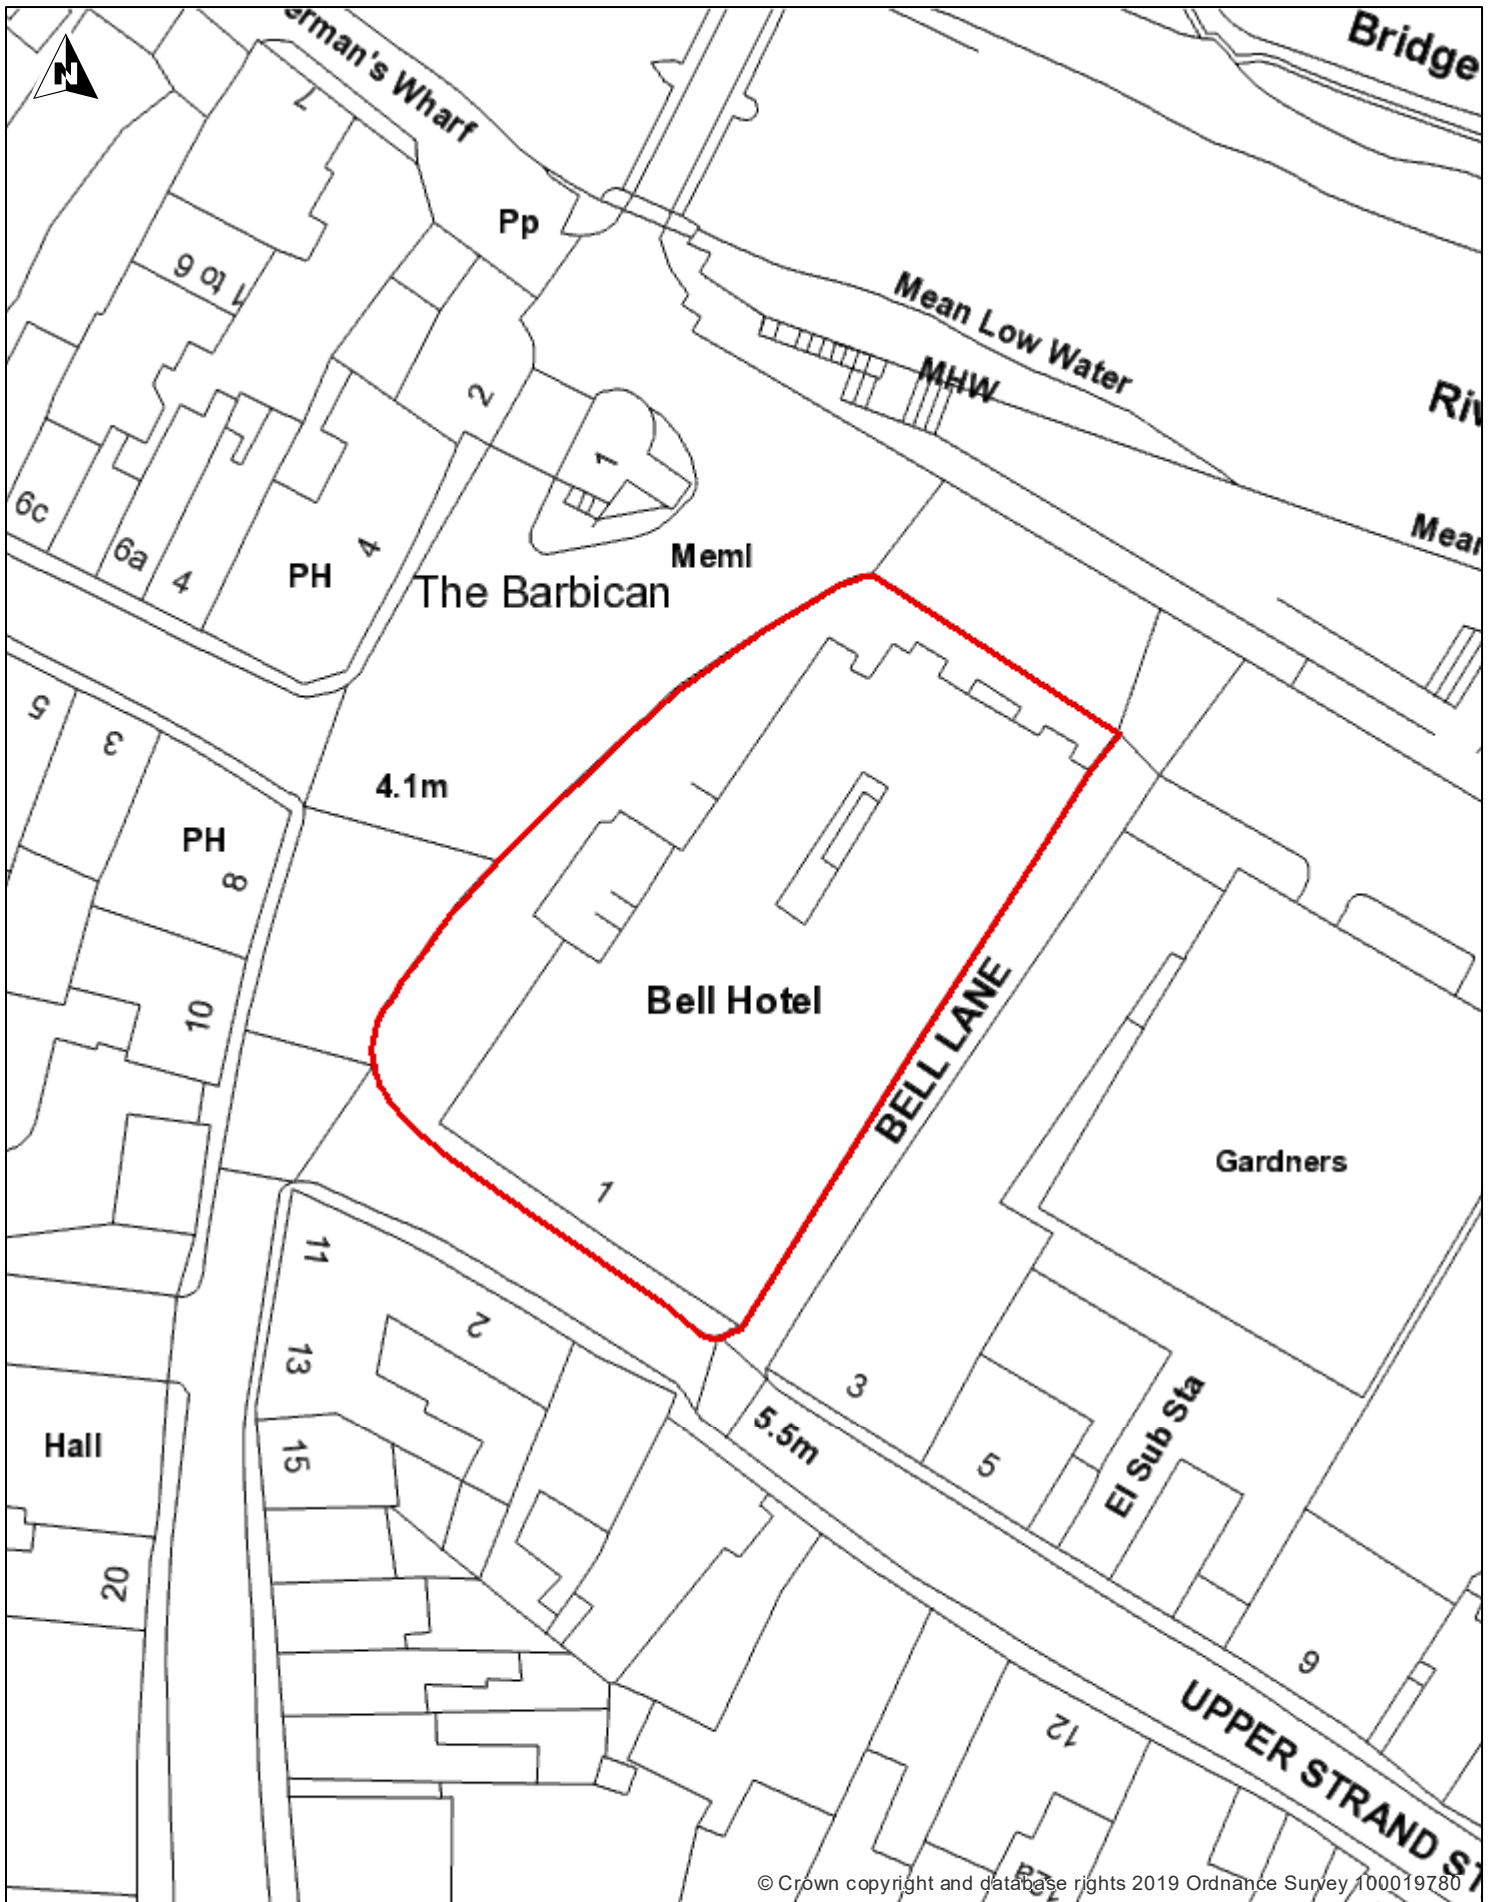 Bridge
erman's Wharf
N
7
Pp
1 to 6
Mean Low Water
MHW
2
Riv
1
6c
6a
4
PH
4
Meml
Mean
The Barbican
5
3
4.1m
PH
8
Bell Hotel
10
BELL LANE
Gardners
1
11
2
13
3
Hall
15
5.5m
5
El Sub Sta
20
9
12
UPPER STRAND ST
12a
© Crown copyright and database rights 2019 Ordnance Survey 100019780